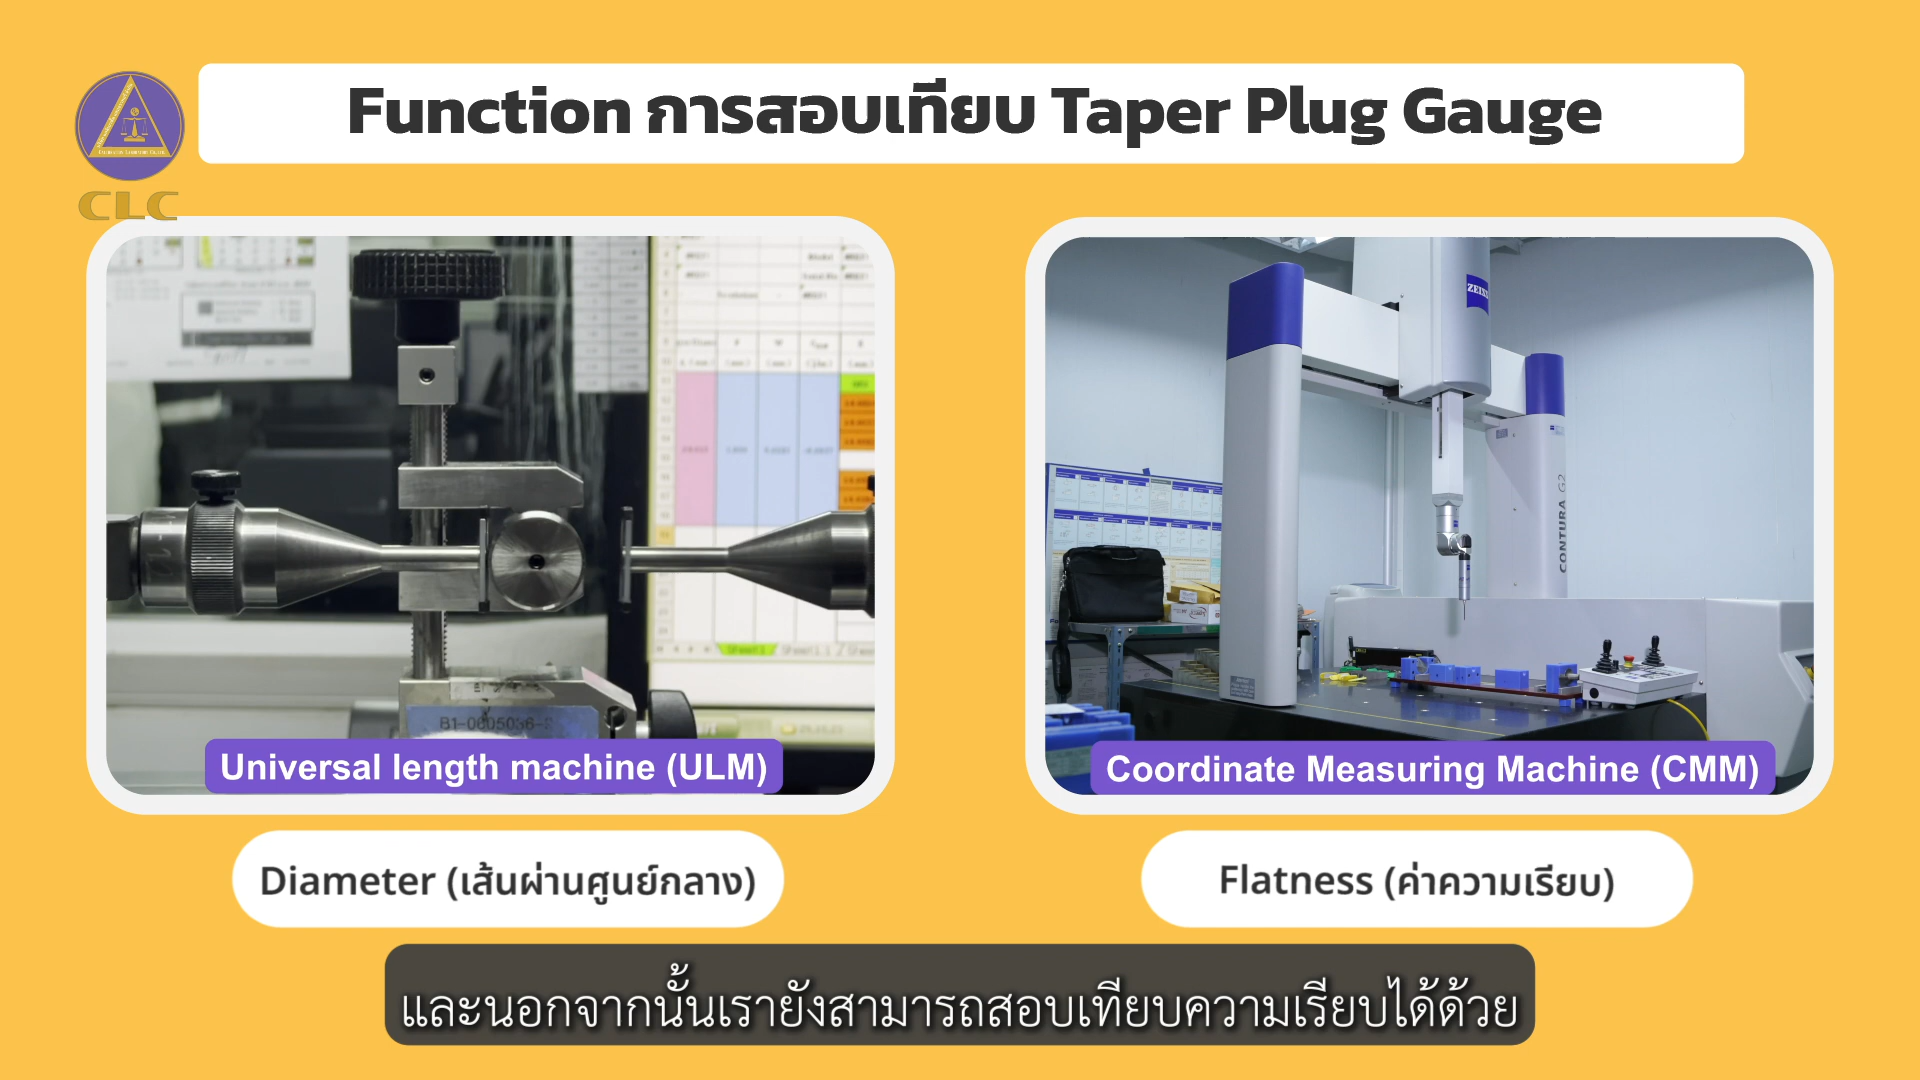 Function การสอบเทียบ Taper Plug Gauge
CLC
ZEISS
CONTURA G2
B1-0605036-2
Universal length machine (ULM)
Coordinate Measuring Machine (CMM)
Diameter (เส้นผ่านศูนย์กลาง)
Flatness (ค่าความเรียบ)
และนอกจากนั้นเรายังสามารถสอบเทียบความเรียบได้ด้วย